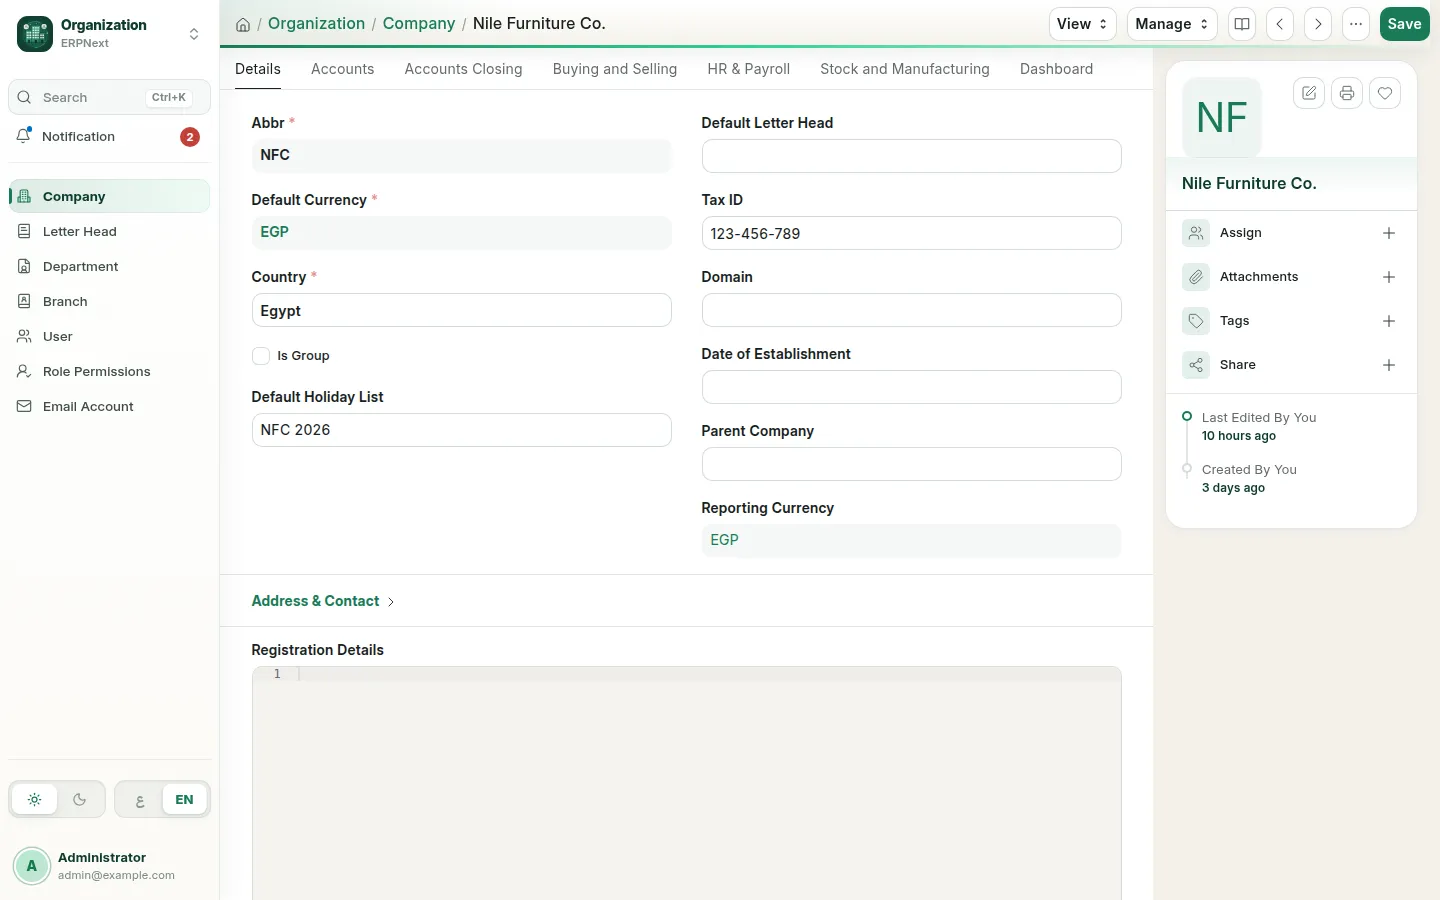 Organization
ERPNext
Search
Ctrl+K
Notification
2
Company
Letter Head
Department
Branch
User
Role Permissions
Email Account
ع
EN
A
Administrator
admin@example.com
/ Organization / Company / Nile Furniture Co.
View
Manage
Save
Details
Accounts
Accounts Closing
Buying and Selling
HR & Payroll
Stock and Manufacturing
Dashboard
Abbr *
NFC
Default Currency *
EGP
Country *
Egypt
Is Group
Default Holiday List
NFC 2026
Default Letter Head
Tax ID
123-456-789
Domain
Date of Establishment
Parent Company
Reporting Currency
EGP
Address & Contact
Registration Details
1
NF
Nile Furniture Co.
Assign
Attachments
Tags
Share
Last Edited By You
10 hours ago
Created By You
3 days ago